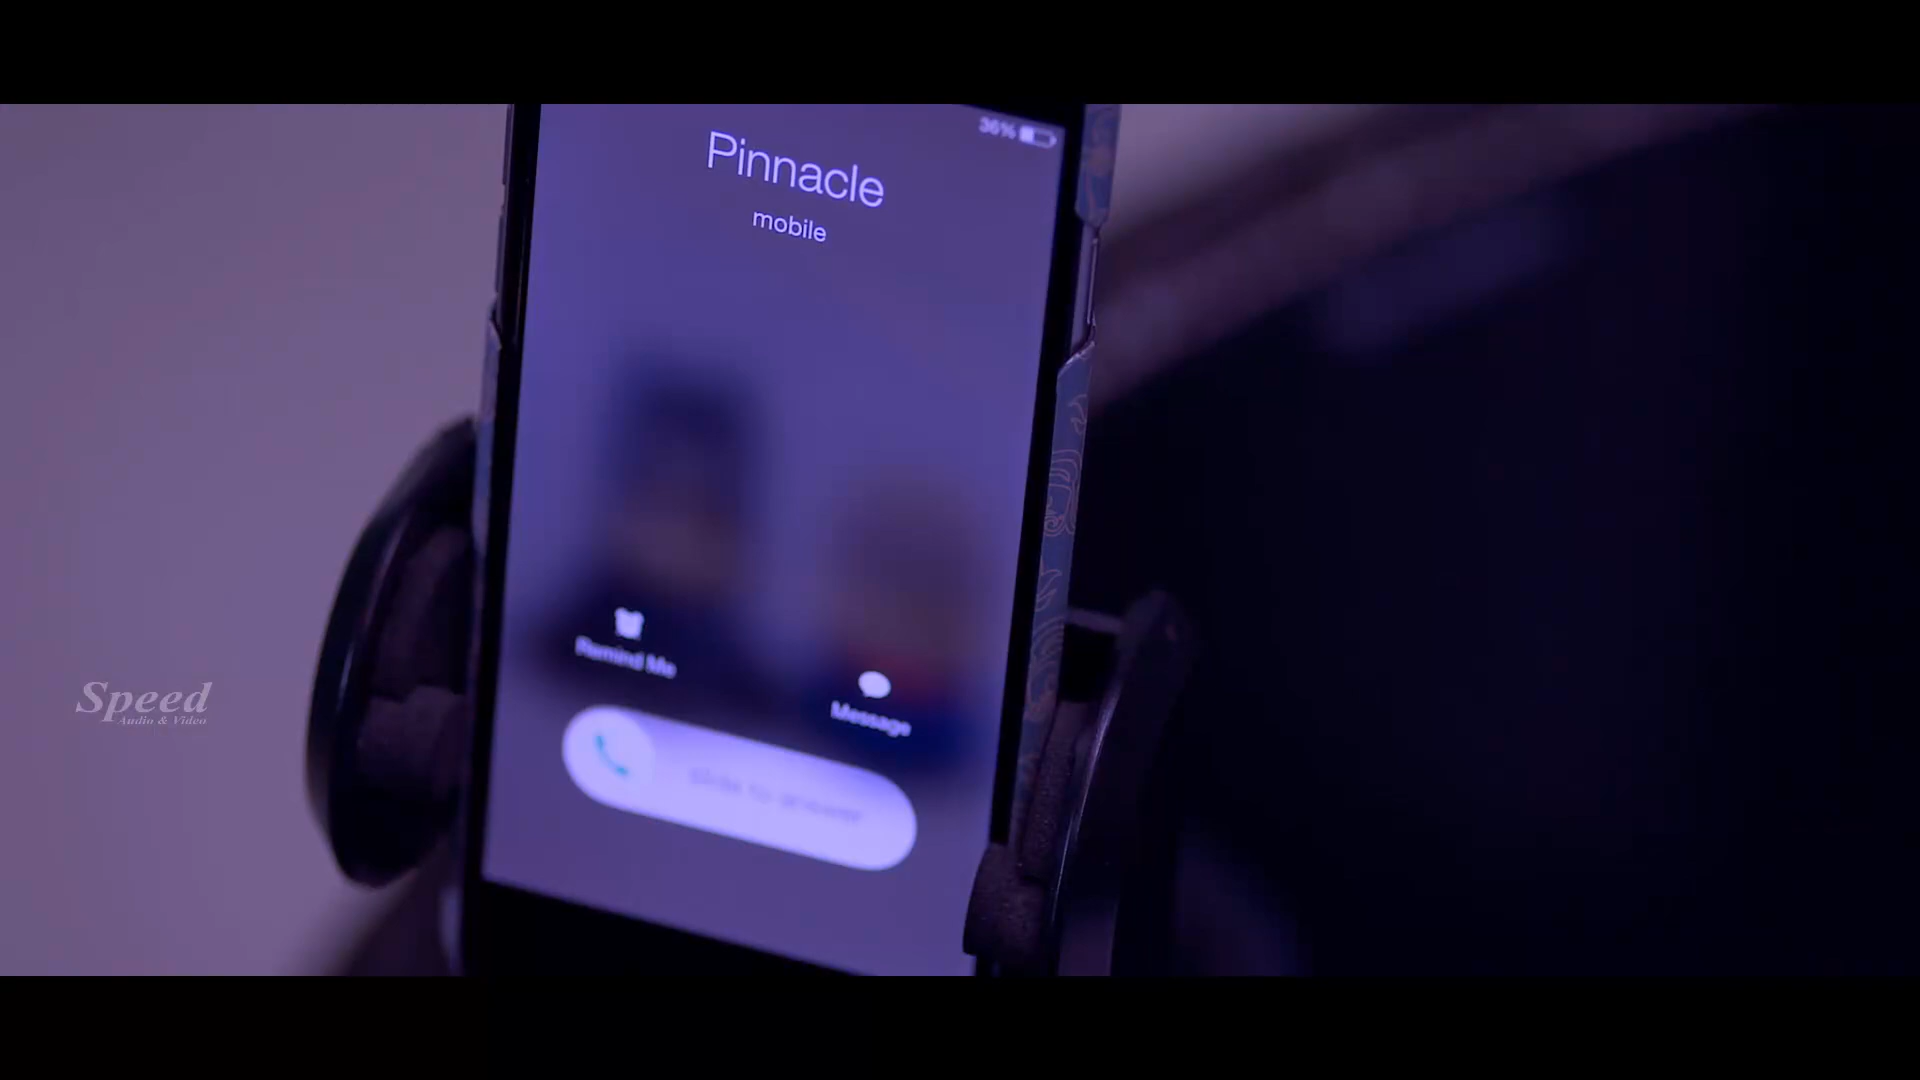 36%
Pinnacle
mobile
Remind Me
Message
slide to answer
Speed
Audio & Video